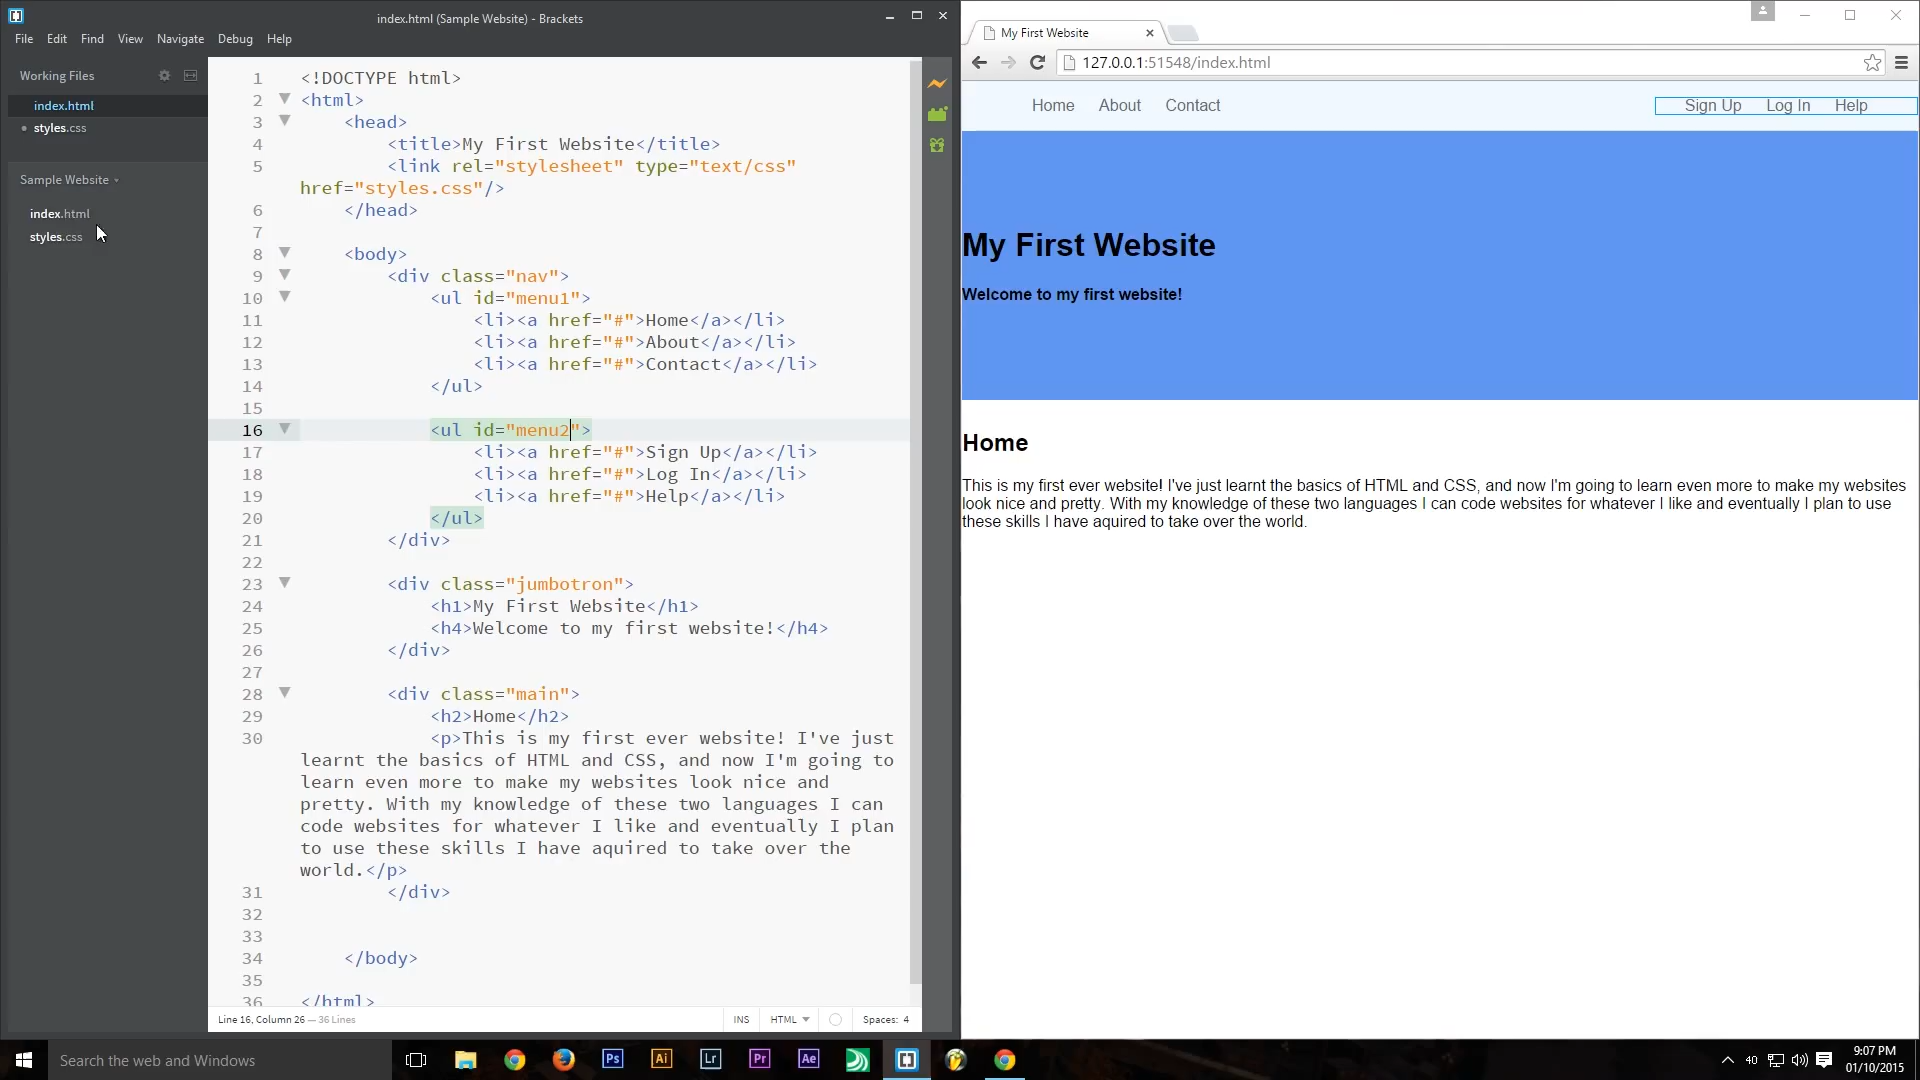 index.html (Sample Website) - Brackets
File Edit Find View Navigate Debug Help
Working Files
index.html
styles.css
Sample Website
index.html
styles.css
1 <!DOCTYPE html>
2 <html>
3 <head>
4 <title>My First Website</title>
5 <link rel="stylesheet" type="text/css"
href="styles.css"/>
6 </head>
7
8 <body>
9 <div class="nav">
10 <ul id="menu1">
11 <li><a href="#">Home</a></li>
12 <li><a href="#">About</a></li>
13 <li><a href="#">Contact</a></li>
14 </ul>
15
16 <ul id="menu2">
17 <li><a href="#">Sign Up</a></li>
18 <li><a href="#">Log In</a></li>
19 <li><a href="#">Help</a></li>
20 </ul>
21 </div>
22
23 <div class="jumbotron">
24 <h1>My First Website</h1>
25 <h4>Welcome to my first website!</h4>
26 </div>
27
28 <div class="main">
29 <h2>Home</h2>
30 <p>This is my first ever website! I've just
learnt the basics of HTML and CSS, and now I'm going to
learn even more to make my websites look nice and
pretty. With my knowledge of these two languages I can
code websites for whatever I like and eventually I plan
to use these skills I have aquired to take over the
world.</p>
31 </div>
32
33
34 </body>
35
36 </html>
Line 16, Column 26 — 36 Lines
INS HTML Spaces: 4
My First Website
127.0.0.1:51548/index.html
Home About Contact Sign Up Log In Help
My First Website
Welcome to my first website!
Home
This is my first ever website! I've just learnt the basics of HTML and CSS, and now I'm going to learn even more to make my websites
look nice and pretty. With my knowledge of these two languages I can code websites for whatever I like and eventually I plan to use
these skills I have aquired to take over the world.
Search the web and Windows
Ps Ai Lr Pr Ae
40
9:07 PM
01/10/2015